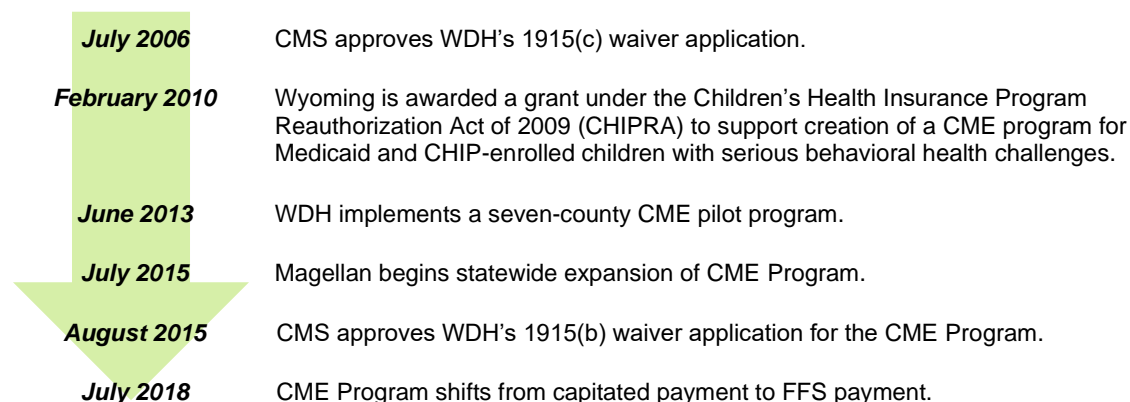 July 2006 CMS approves WDH’s 1915(c) waiver application.
February 2010 Wyoming is awarded a grant under the Children’s Health Insurance Program
Reauthorization Act of 2009 (CHIPRA) to support creation of a CME program for
Medicaid and CHIP-enrolled children with serious behavioral health challenges.
June 2013 WDH implements a seven-county CME pilot program.
July 2015 Magellan begins statewide expansion of CME Program.
August 2015 CMS approves WDH’s 1915(b) waiver application for the CME Program.
July 2018 CME Program shifts from capitated payment to FFS payment.